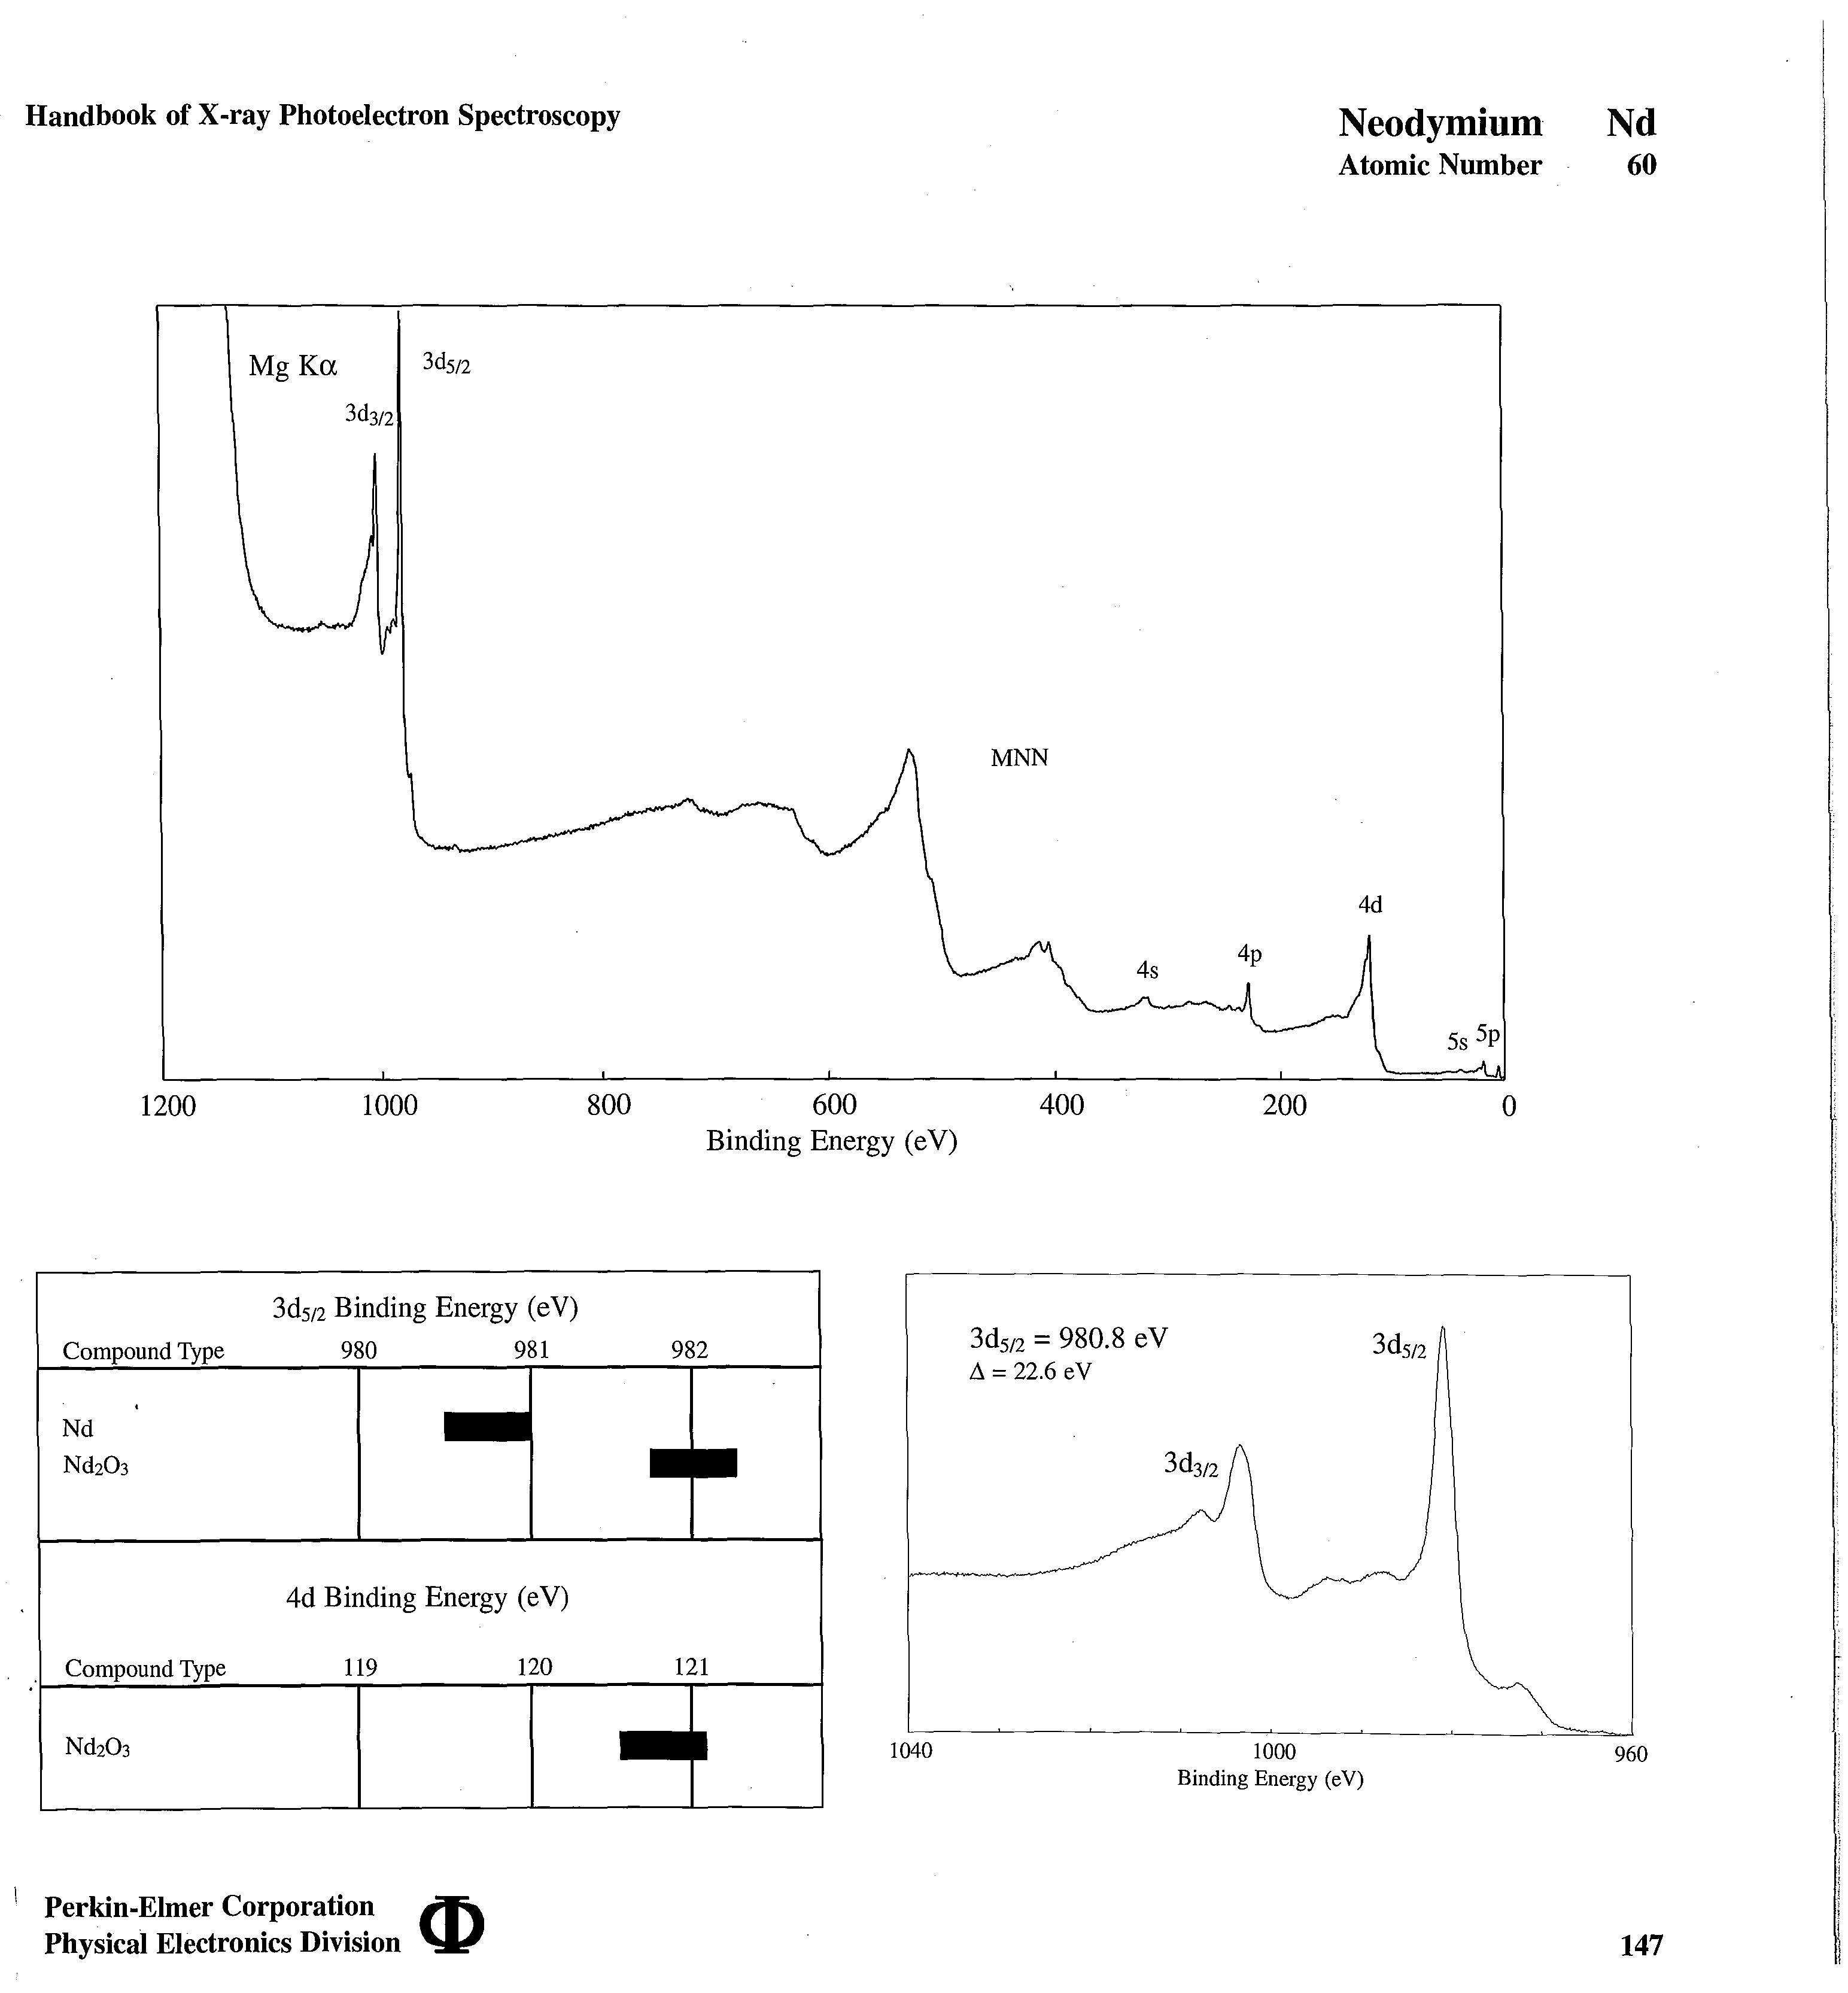 Handbook of X-ray Photoelectron Spectroscopy
Neodymium Nd
Atomic Number 60
Mg Kα
3d5/2
3d3/2
MNN
4s
4p
4d
5s
5p
1200 1000 800 600 400 200 0
Binding Energy (eV)
3d5/2 Binding Energy (eV)
Compound Type 980 981 982
Nd
Nd2O3
4d Binding Energy (eV)
Compound Type 119 120 121
Nd2O3
3d5/2 = 980.8 eV
Δ = 22.6 eV
3d5/2
3d3/2
1040 1000 960
Binding Energy (eV)
Perkin-Elmer Corporation
Physical Electronics Division Φ
147